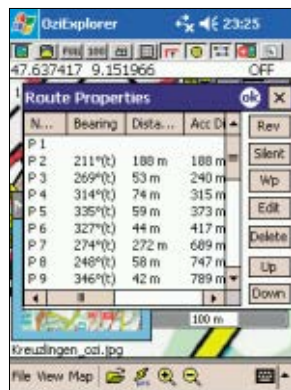 OziExplorer 23:25
47.637417 9.151966 OFF
Route Properties ok
N... Bearing Dista... Acc Di
P 1
P 2 211°(t) 188 m 188 m
P 3 269°(t) 53 m 240 m
P 4 314°(t) 74 m 315 m
P 5 335°(t) 59 m 373 m
P 6 327°(t) 44 m 417 m
P 7 274°(t) 272 m 689 m
P 8 248°(t) 58 m 747 m
P 9 346°(t) 42 m 789 m
Rev
Silent
Wp
Edit
Delete
Up
Down
100 m
Kreuzlingen_ozi.jpg
File View Map